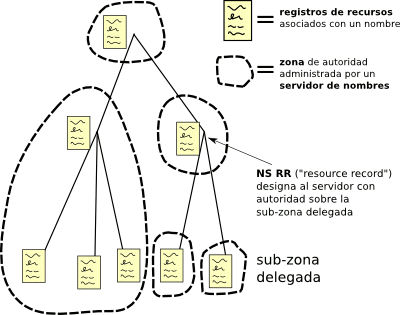 registros de recursos
asociados con un nombre
zona de autoridad
administrada por un
servidor de nombres
NS RR ("resource record")
designa al servidor con
autoridad sobre la
sub-zona delegada
sub-zona
delegada